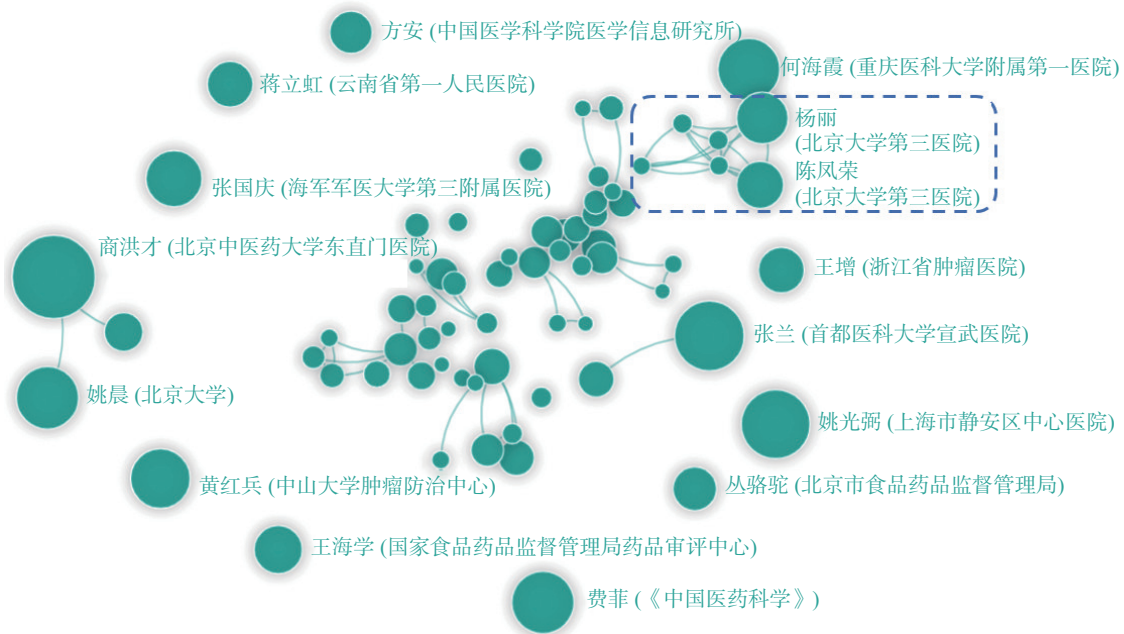 方安 (中国医学科学院医学信息研究所)
何海霞 (重庆医科大学附属第一医院)
蒋立虹 (云南省第一人民医院)
杨丽
(北京大学第三医院)
陈凤荣
(北京大学第三医院)
张国庆 (海军军医大学第三附属医院)
商洪才 (北京中医药大学东直门医院)
王增 (浙江省肿瘤医院)
张兰 (首都医科大学宣武医院)
姚晨 (北京大学)
姚光弼 (上海市静安区中心医院)
黄红兵 (中山大学肿瘤防治中心)
丛骆驼 (北京市食品药品监督管理局)
王海学 (国家食品药品监督管理局药品审评中心)
费菲 (《中国医药科学》)